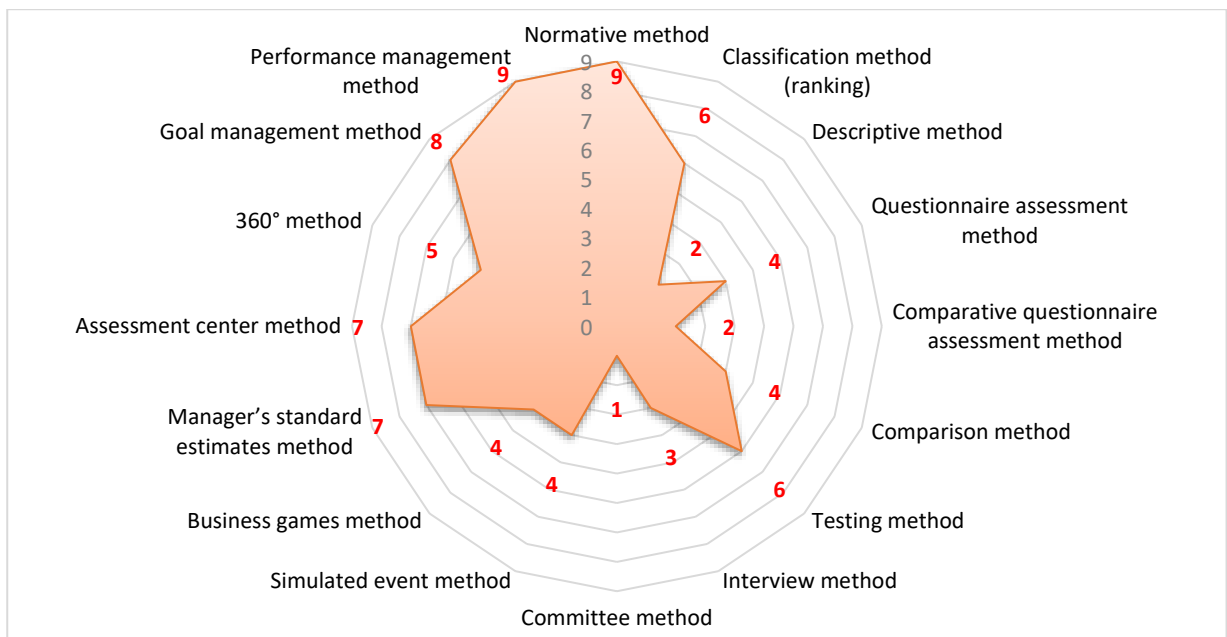 Normative method
Performance management
method
Classification method
(ranking)
Goal management method
Descriptive method
360° method
Questionnaire assessment
method
Assessment center method
Comparative questionnaire
assessment method
Manager’s standard
estimates method
Comparison method
Business games method
Testing method
Simulated event method
Interview method
Committee method
9
8
7
6
5
4
3
2
1
0
9
6
2
4
2
4
6
3
1
4
4
7
7
5
8
9